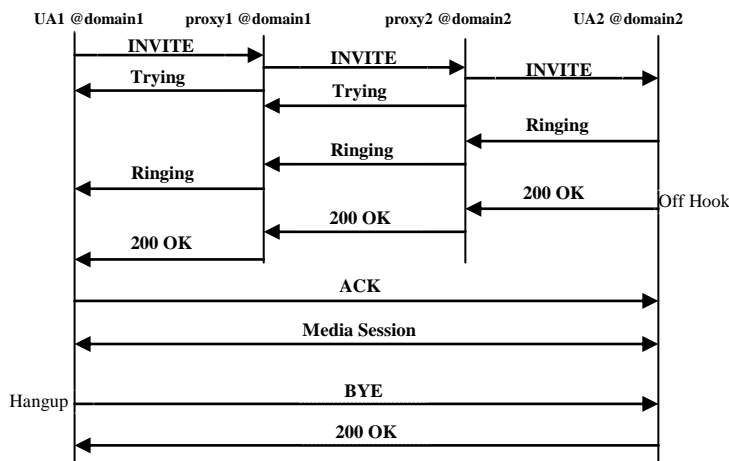 UA1 @domain1 proxy1 @domain1 proxy2 @domain2 UA2 @domain2
INVITE
INVITE
INVITE
Trying
Trying
Ringing
Ringing
Ringing
200 OK
Off Hook
200 OK
200 OK
ACK
Media Session
Hangup
BYE
200 OK